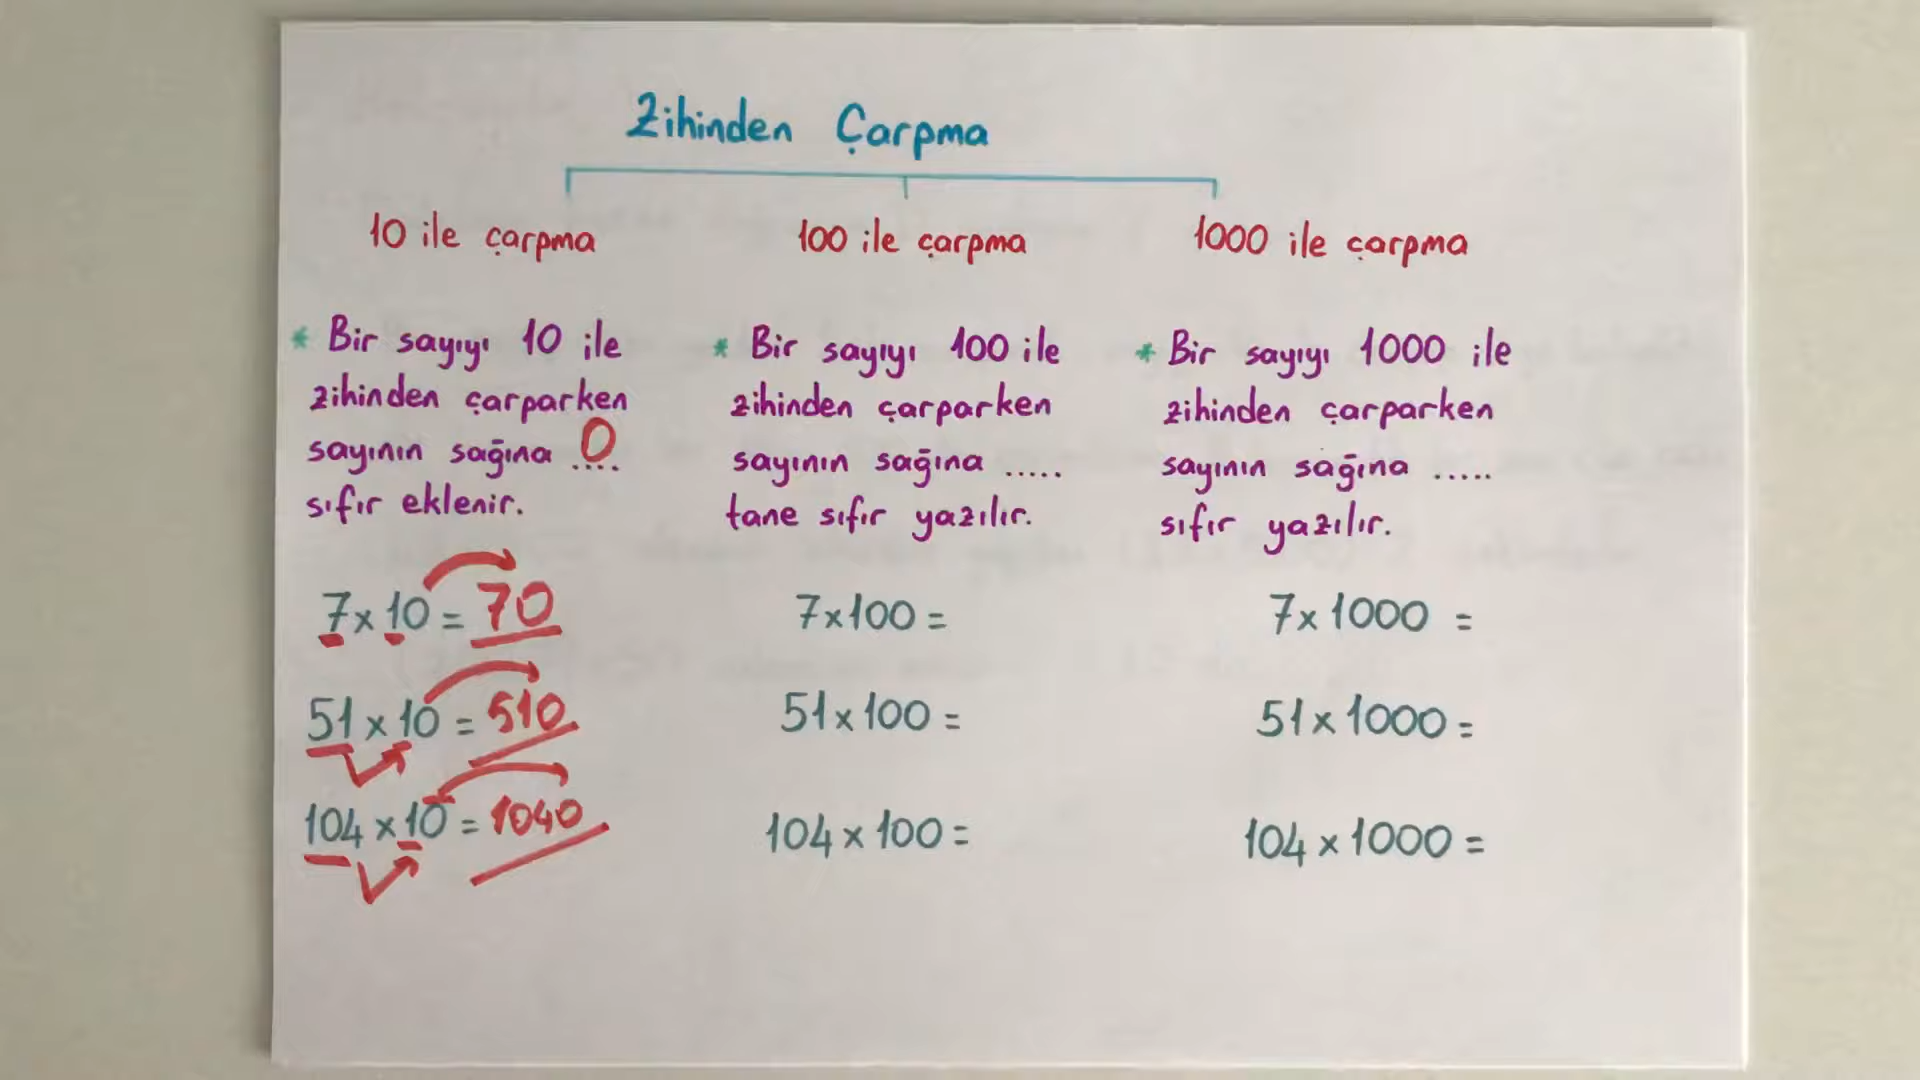 Zihinden Çarpma
10 ile çarpma
* Bir sayıyı 10 ile
zihinden çarparken
sayının sağına .0...
sıfır eklenir.
7x10 = 70
51x10 = 510
104x10 = 1040
100 ile çarpma
* Bir sayıyı 100 ile
zihinden çarparken
sayının sağına .....
tane sıfır yazılır.
7x100 =
51x100 =
104x100 =
1000 ile çarpma
* Bir sayıyı 1000 ile
zihinden çarparken
sayının sağına .....
sıfır yazılır.
7x1000 =
51x1000 =
104x1000 =